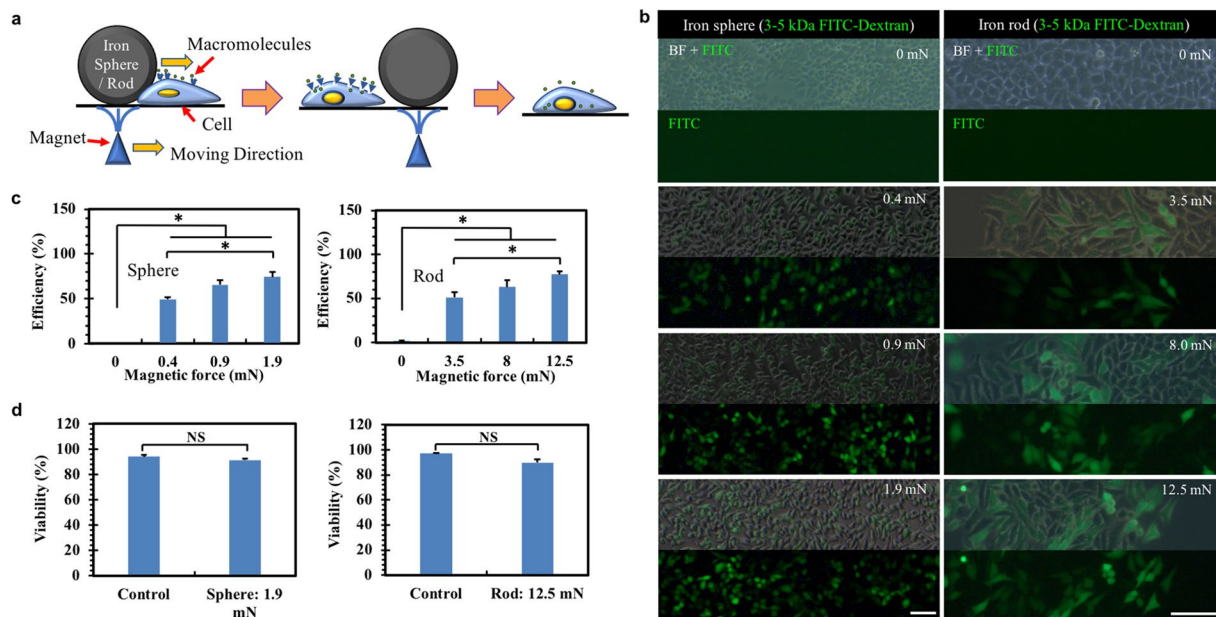 a
Iron
Sphere
/ Rod
Macromolecules
Cell
Magnet
Moving Direction
b
Iron sphere (3-5 kDa FITC-Dextran)
BF + FITC
0 mN
FITC
0.4 mN
0.9 mN
1.9 mN
Iron rod (3-5 kDa FITC-Dextran)
BF + FITC
0 mN
FITC
3.5 mN
8.0 mN
12.5 mN
c
Efficiency (%)
150
100
50
0
*
*
Sphere
0 0.4 0.9 1.9
Magnetic force (mN)
Efficiency (%)
150
100
50
0
*
*
Rod
0 3.5 8 12.5
Magnetic force (mN)
d
Viability (%)
120
100
80
60
40
20
0
NS
Control Sphere: 1.9
mN
Viability (%)
120
100
80
60
40
20
0
NS
Control Rod: 12.5 mN